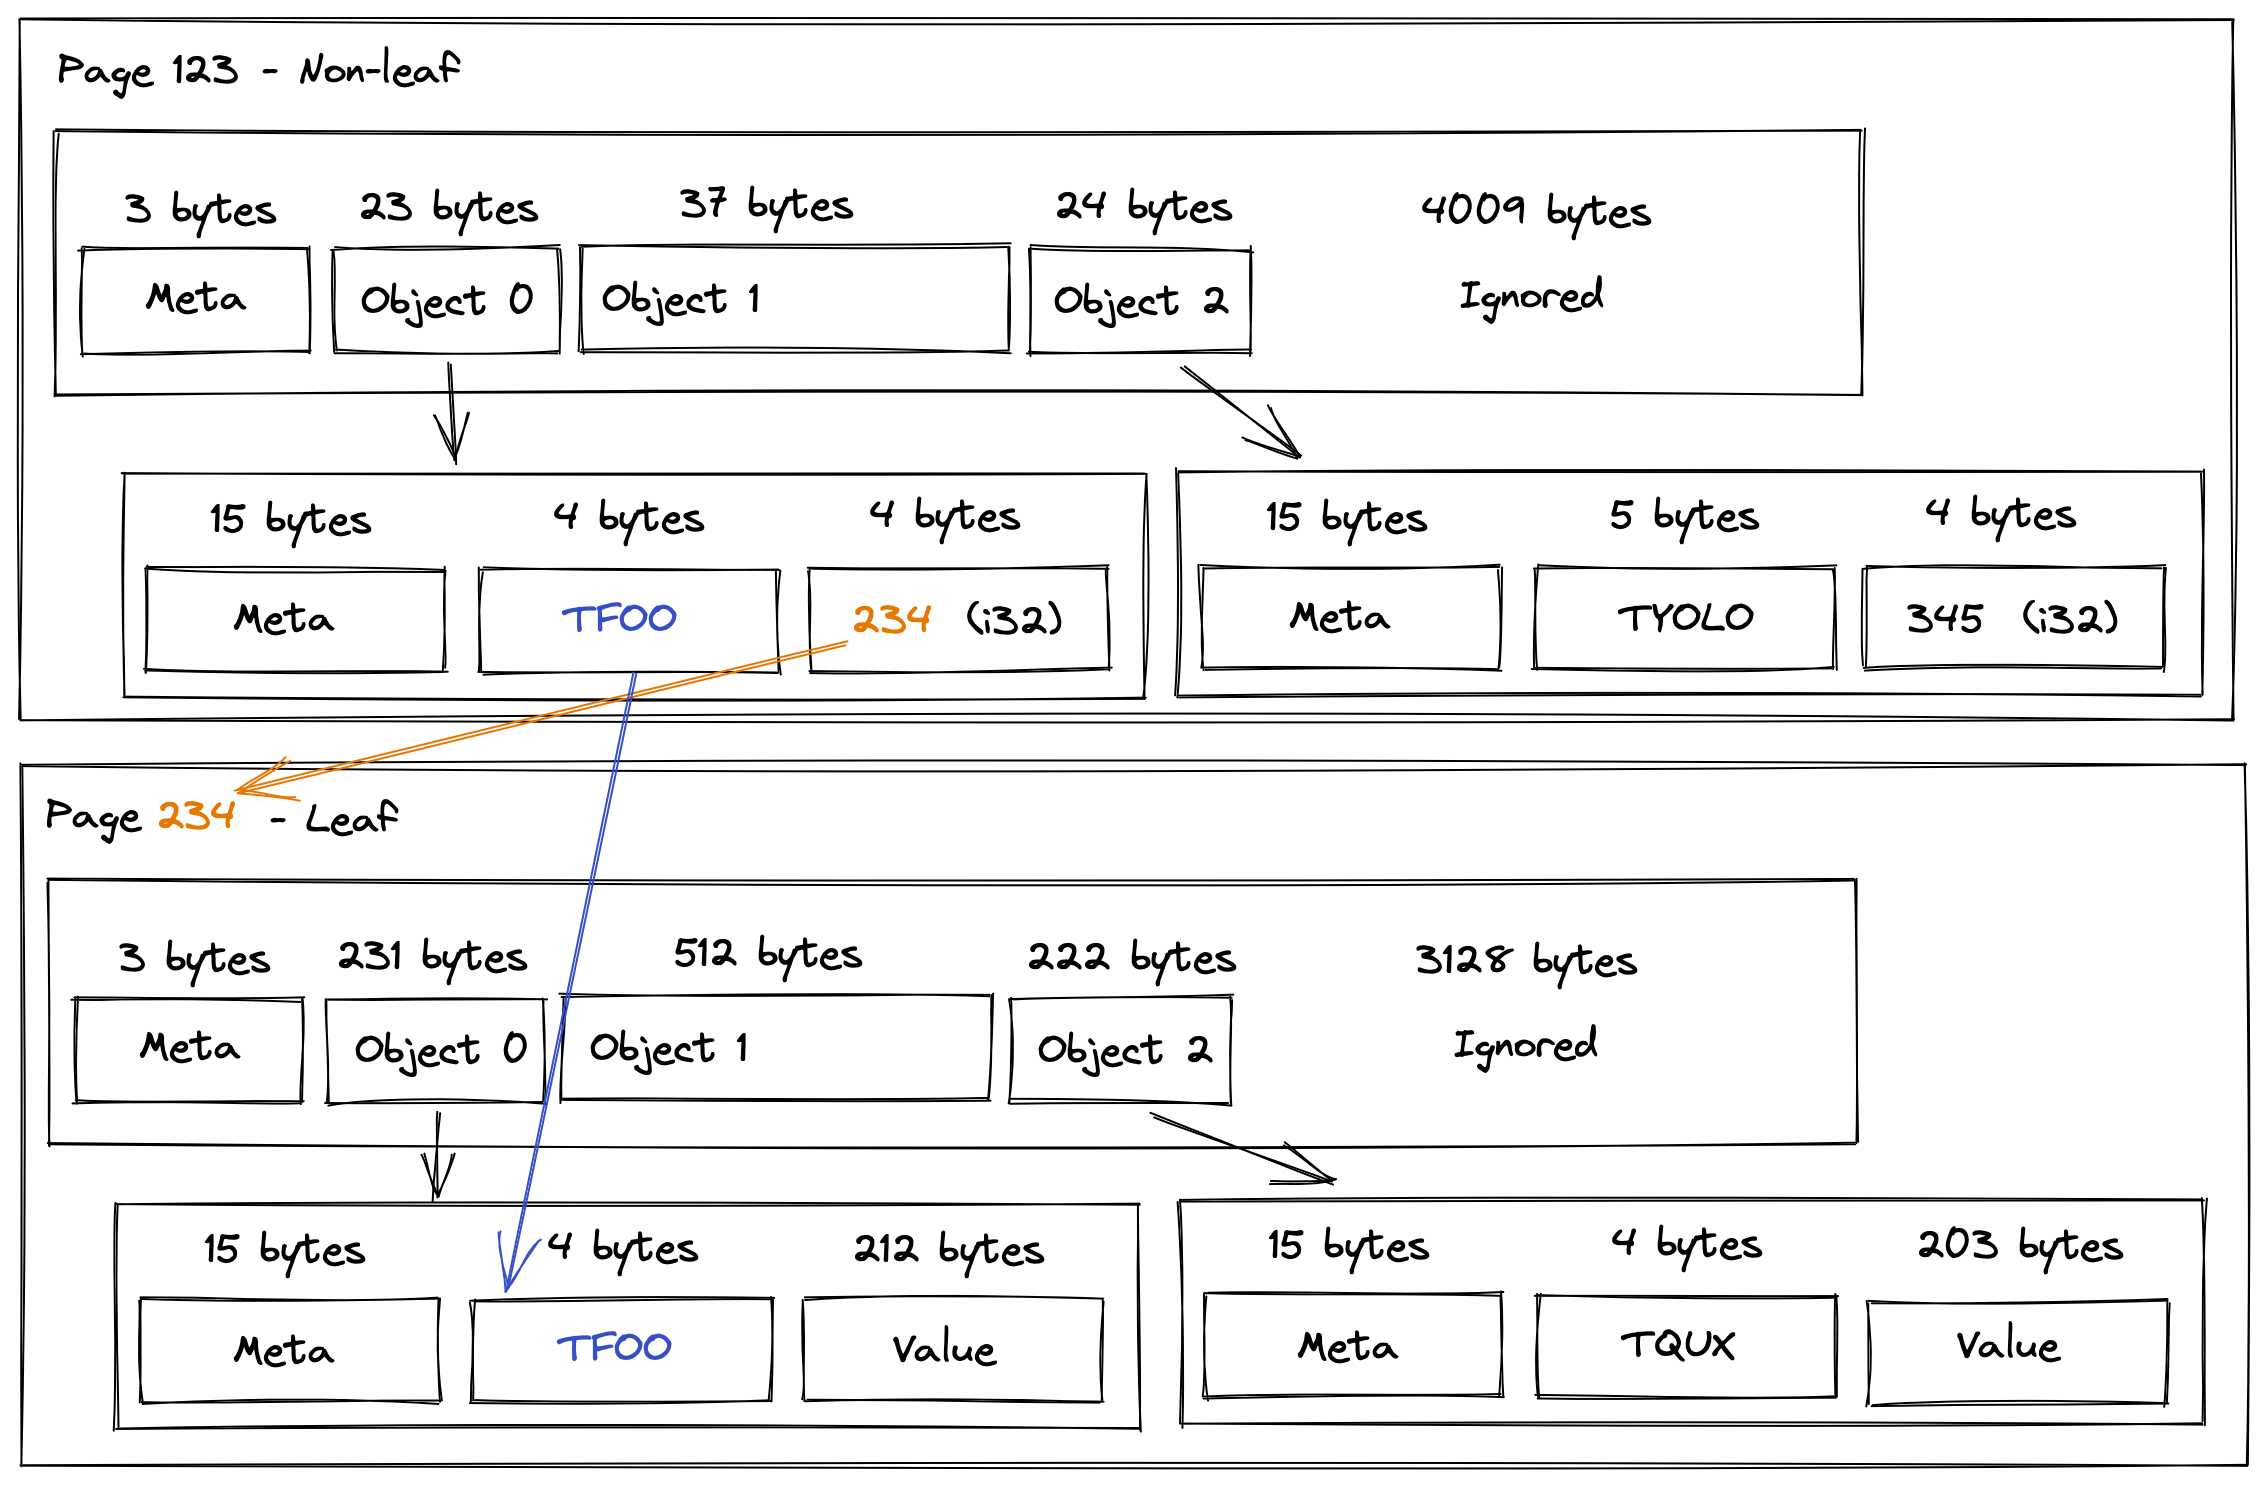 Page 123 - Non-leaf
3 bytes 23 bytes 37 bytes 24 bytes 4009 bytes
Meta Object 0 Object 1 Object 2 Ignored
15 bytes 4 bytes 4 bytes 15 bytes 5 bytes 4 bytes
Meta TFOO 234 (i32) Meta TYOLO 345 (i32)
Page 234 - Leaf
3 bytes 231 bytes 512 bytes 222 bytes 3128 bytes
Meta Object 0 Object 1 Object 2 Ignored
15 bytes 4 bytes 212 bytes 15 bytes 4 bytes 203 bytes
Meta TFOO Value Meta TQUX Value